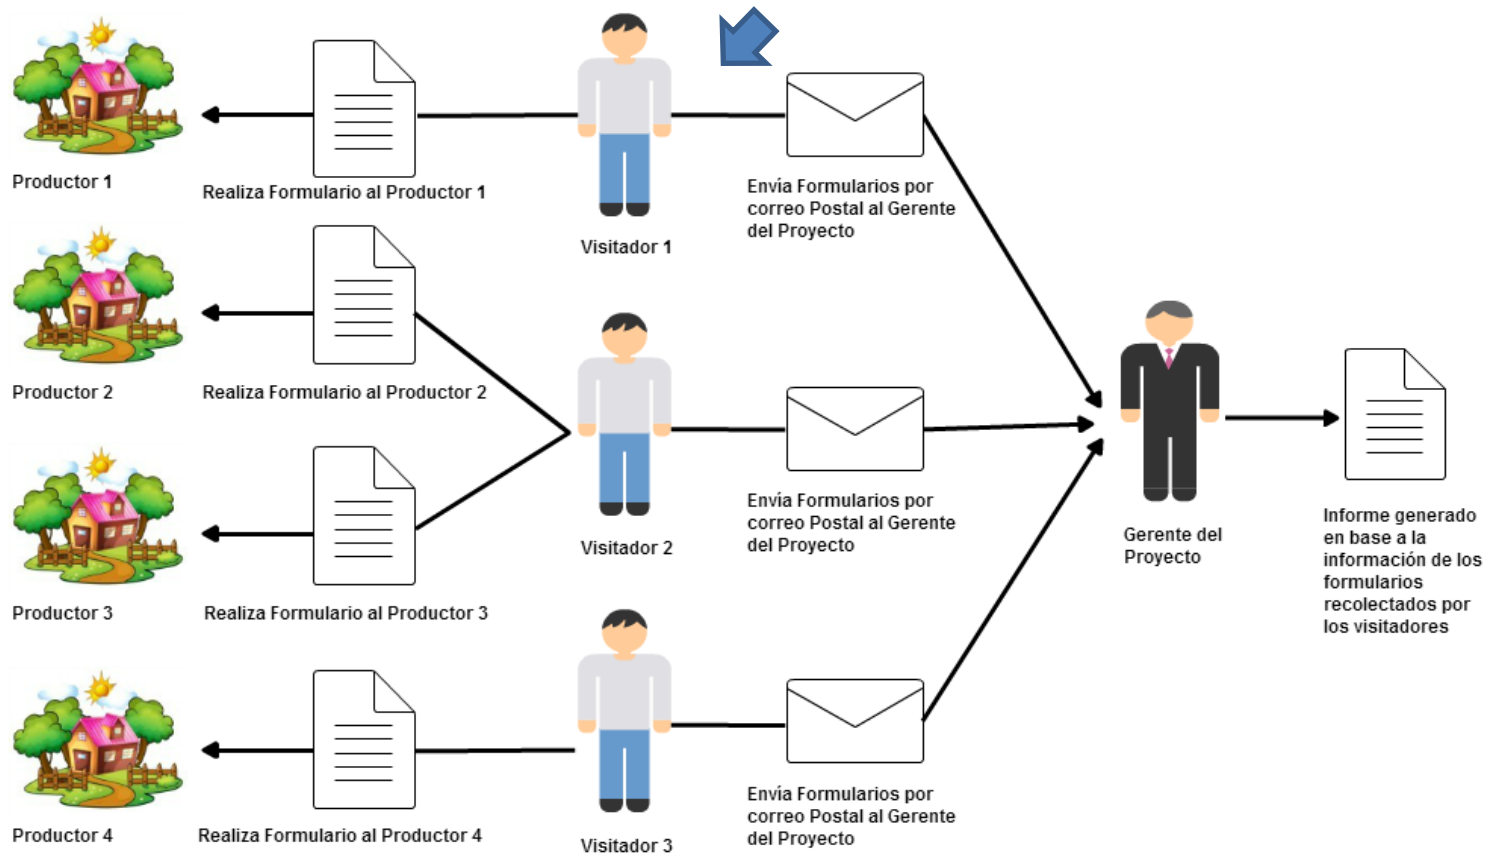 Productor 1
Realiza Formulario al Productor 1
Visitador 1
Envía Formularios por
correo Postal al Gerente
del Proyecto
Productor 2
Realiza Formulario al Productor 2
Productor 3
Realiza Formulario al Productor 3
Visitador 2
Envía Formularios por
correo Postal al Gerente
del Proyecto
Productor 4
Realiza Formulario al Productor 4
Visitador 3
Envía Formularios por
correo Postal al Gerente
del Proyecto
Gerente del
Proyecto
Informe generado
en base a la
información de los
formularios
recolectados por
los visitadores